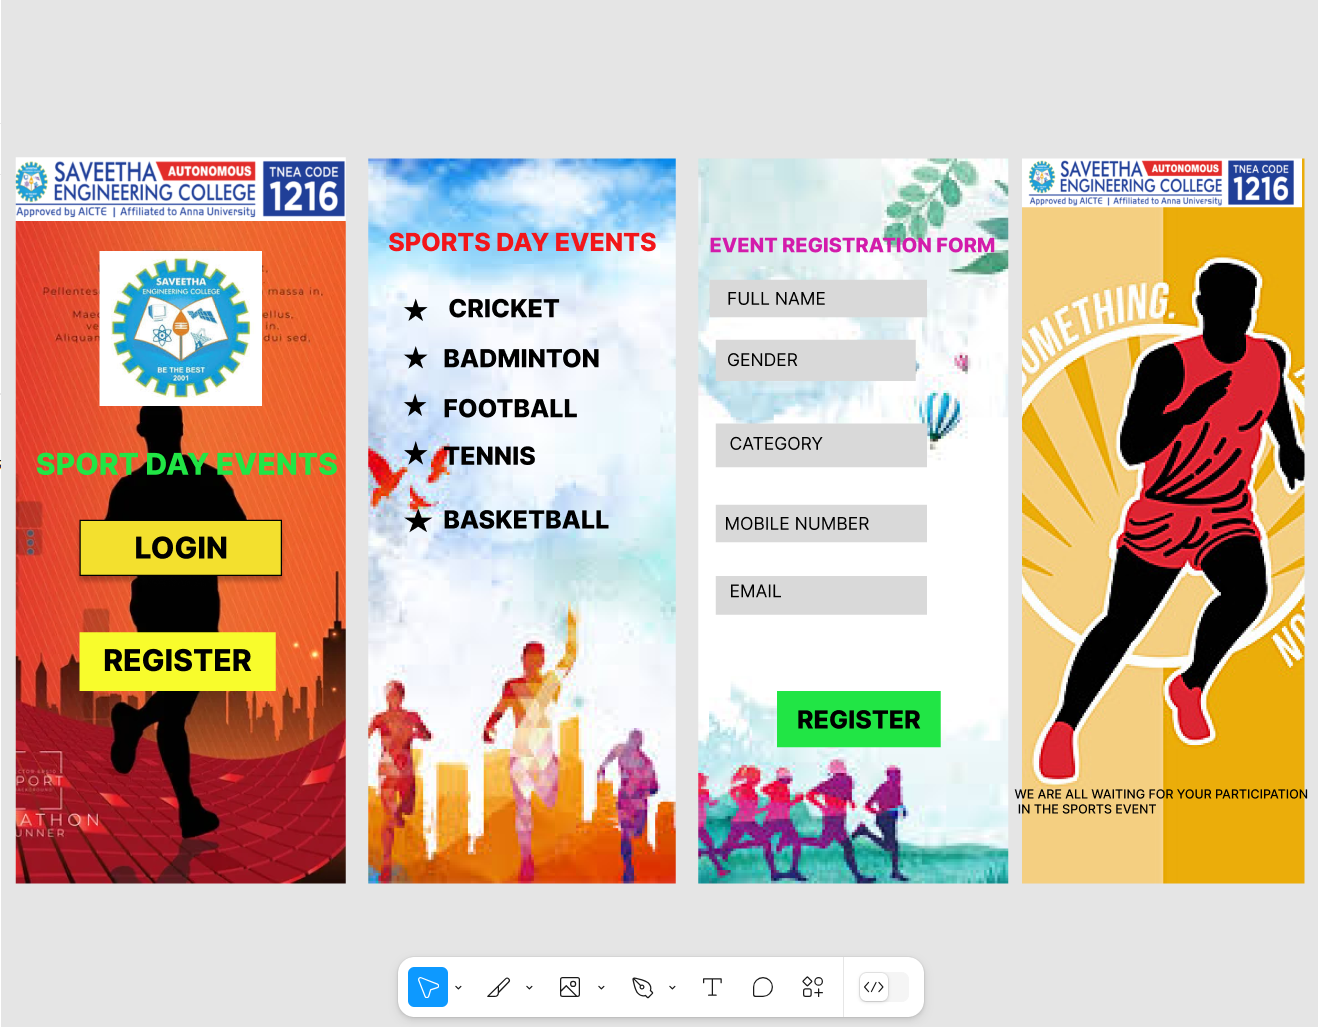 SAVEETHA AUTONOMOUS
ENGINEERING COLLEGE
Approved by AICTE | Affiliated to Anna University
TNEA CODE
1216
Pellentes massa in,
Maec ellus,
ve in.
Aliquan dui sed,
SAVEETHA
ENGINEERING COLLEGE
BE THE BEST
2001
SPORT DAY EVENTS
LOGIN
REGISTER
PORT
ATHON
UNNER
SPORTS DAY EVENTS
★ CRICKET
★ BADMINTON
★ FOOTBALL
★ TENNIS
★ BASKETBALL
EVENT REGISTRATION FORM
FULL NAME
GENDER
CATEGORY
MOBILE NUMBER
EMAIL
REGISTER
SAVEETHA AUTONOMOUS
ENGINEERING COLLEGE
Approved by AICTE | Affiliated to Anna University
TNEA CODE
1216
OMETHING.
NO
WE ARE ALL WAITING FOR YOUR PARTICIPATION
IN THE SPORTS EVENT